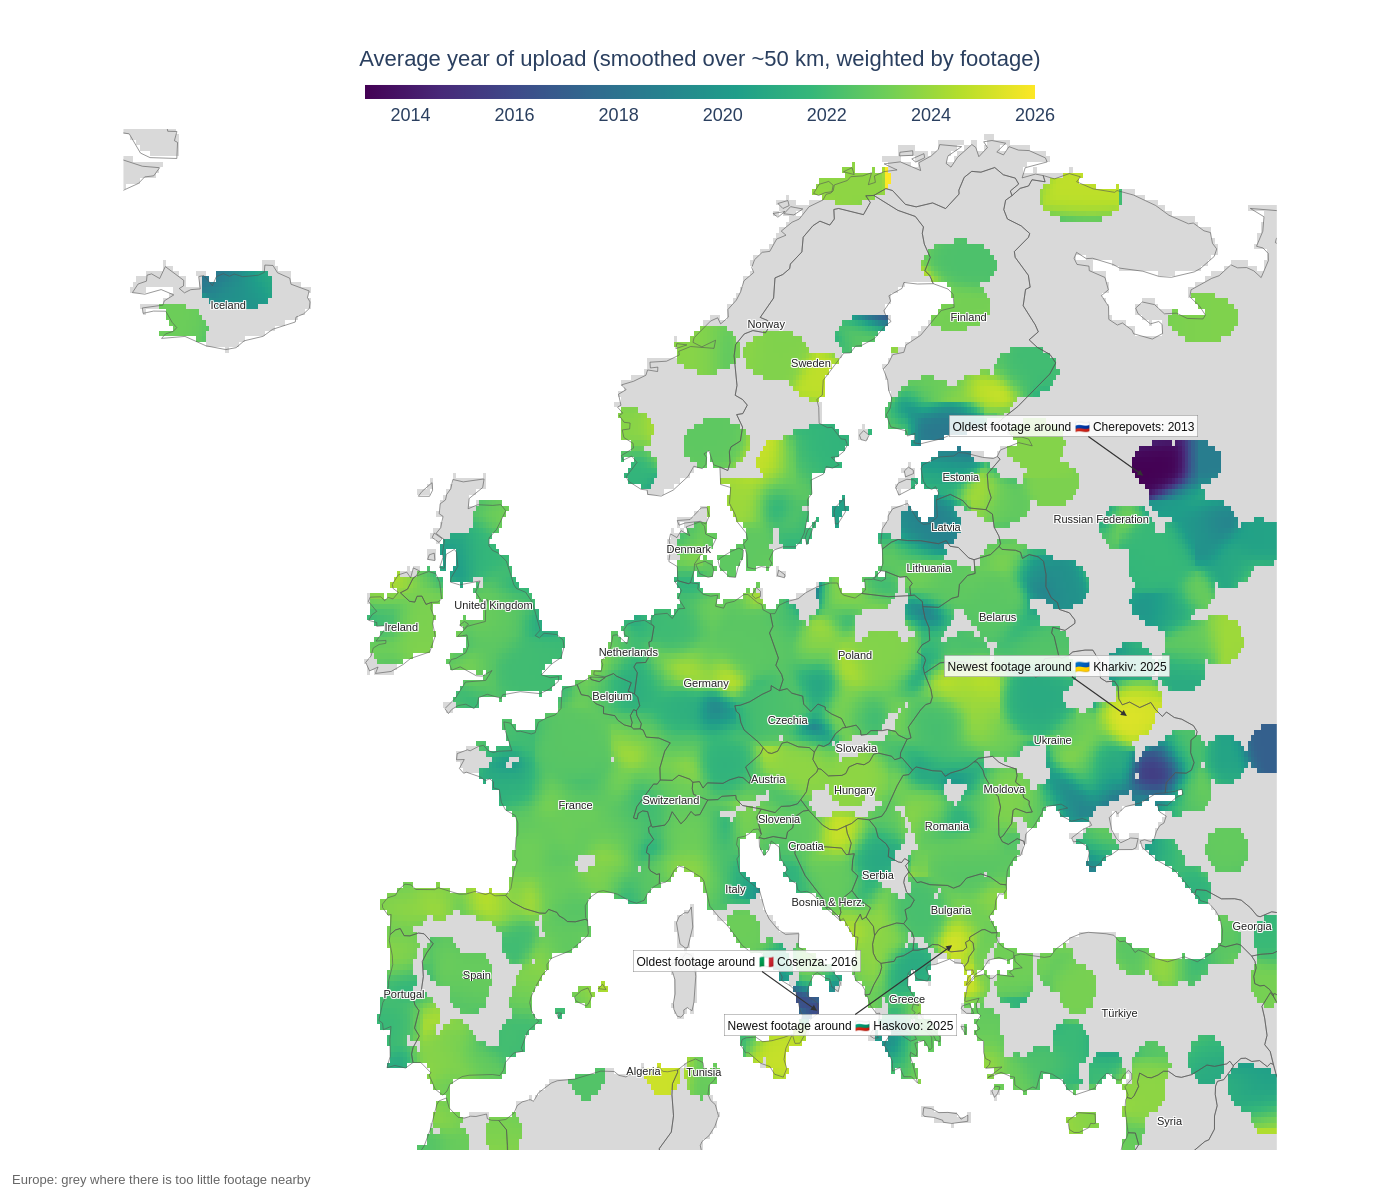 Average year of upload (smoothed over ~50 km, weighted by footage)
2014 2016 2018 2020 2022 2024 2026
Iceland
Norway
Finland
Sweden
Oldest footage around 🇷🇺 Cherepovets: 2013
Estonia
Russian Federation
Latvia
Denmark
Lithuania
United Kingdom
Belarus
Ireland
Netherlands
Poland
Newest footage around 🇺🇦 Kharkiv: 2025
Germany
Belgium
Czechia
Ukraine
Slovakia
Austria
Hungary
Moldova
Switzerland
France
Slovenia
Romania
Croatia
Serbia
Italy
Bosnia & Herz.
Bulgaria
Georgia
Oldest footage around 🇮🇹 Cosenza: 2016
Spain
Portugal
Greece
Türkiye
Newest footage around 🇧🇬 Haskovo: 2025
Algeria
Tunisia
Syria
Europe: grey where there is too little footage nearby